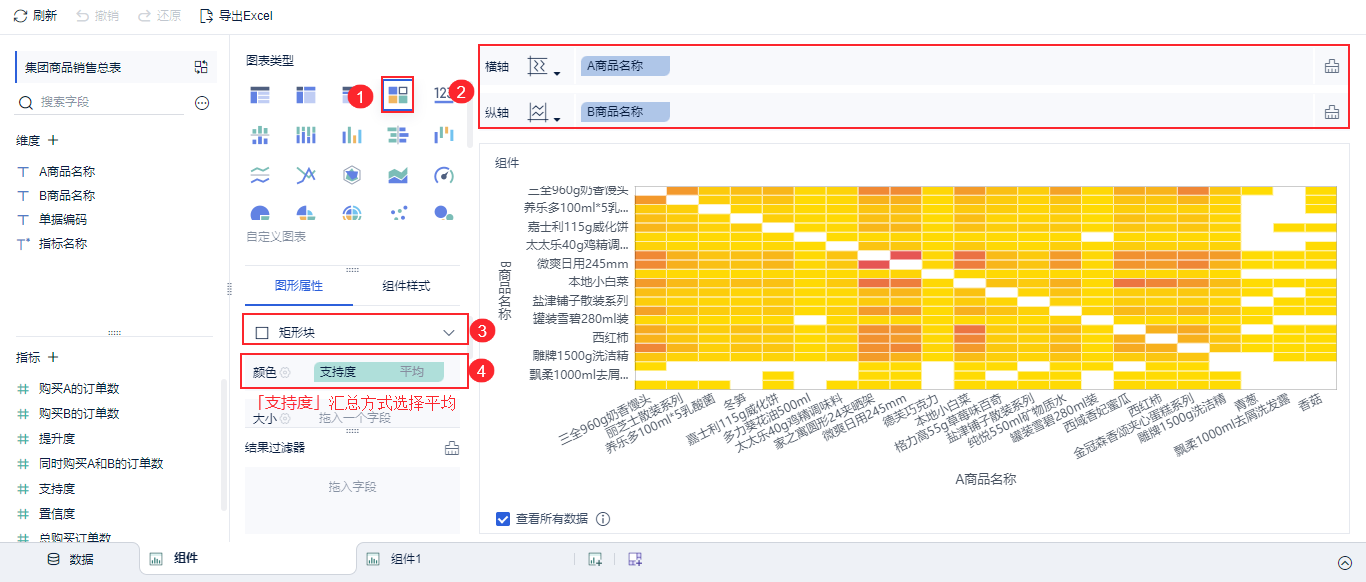 刷新
撤销
还原
导出Excel
集团商品销售总表
搜索字段
维度 +
A商品名称
B商品名称
单据编码
指标名称
指标 +
购买A的订单数
购买B的订单数
提升度
同时购买A和B的订单数
支持度
置信度
总购买订单数
图表类型
1
123
2
自定义图表
图形属性
组件样式
矩形块
3
颜色
支持度 平均
4
「支持度」汇总方式选择平均
大小
拖入一个字段
结果过滤器
拖入字段
横轴
A商品名称
纵轴
B商品名称
组件
B商品名称
三全960g奶香馒头
养乐多100ml*5乳...
嘉士利115g威化饼
太太乐40g鸡精调...
微爽日用245mm
本地小白菜
盐津铺子散装系列
罐装雪碧280ml装
西红柿
雕牌1500g洗洁精
飘柔1000ml去屑...
三全960g奶香馒头
丽芝士散装系列
养乐多100ml*5乳酸菌
冬笋
嘉士利115g威化饼
多力葵花油500ml
太太乐40g鸡精调味料
家之寓圆形24夹晒架
微爽日用245mm
德芙巧克力
本地小白菜
格力高55g草莓味百奇
盐津铺子散装系列
纯悦550ml矿物质水
罐装雪碧280ml装
西域香妃蜜瓜
西红柿
金冠森香颂夹心蛋糕系列
雕牌1500g洗洁精
青葱
飘柔1000ml去屑洗发露
香菇
A商品名称
查看所有数据
数据
组件
组件1